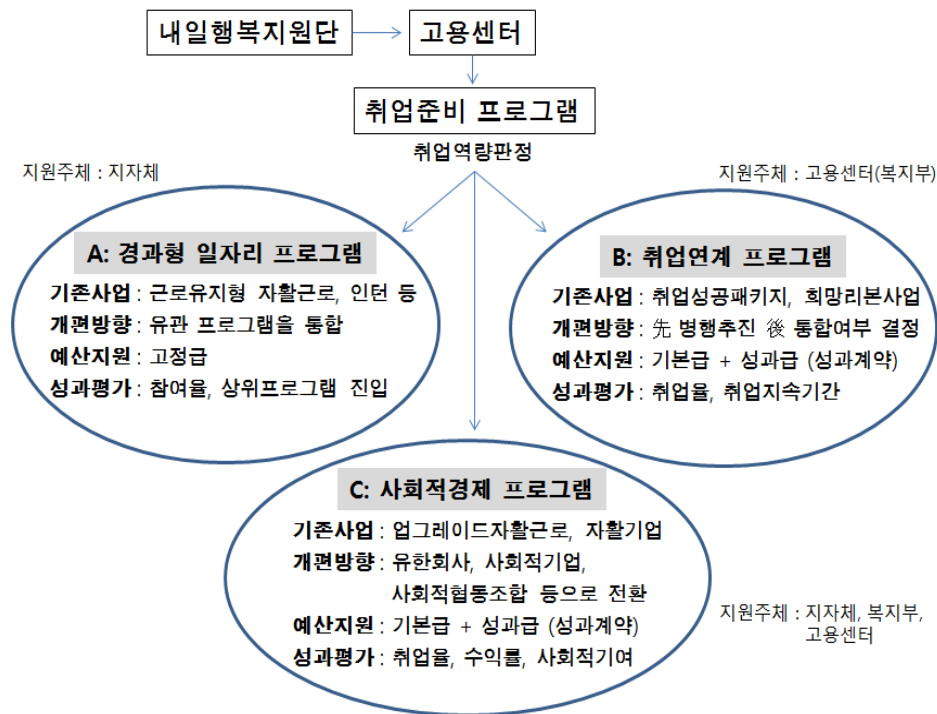 내일행복지원단
고용센터
취업준비 프로그램
취업역량판정
지원주체 : 지자체
지원주체 : 고용센터(복지부)
A: 경과형 일자리 프로그램
기존사업 : 근로유지형 자활근로, 인턴 등
개편방향 : 유관 프로그램을 통합
예산지원 : 고정급
성과평가 : 참여율, 상위프로그램 진입
B: 취업연계 프로그램
기존사업 : 취업성공패키지, 희망리본사업
개편방향 : 先 병행추진 後 통합여부 결정
예산지원 : 기본급 + 성과급 (성과계약)
성과평가 : 취업율, 취업지속기간
C: 사회적경제 프로그램
기존사업 : 업그레이드자활근로, 자활기업
개편방향 : 유한회사, 사회적기업,
사회적협통조합 등으로 전환
예산지원 : 기본급 + 성과급 (성과계약)
성과평가 : 취업율, 수익률, 사회적기여
지원주체 : 지자체, 복지부,
고용센터